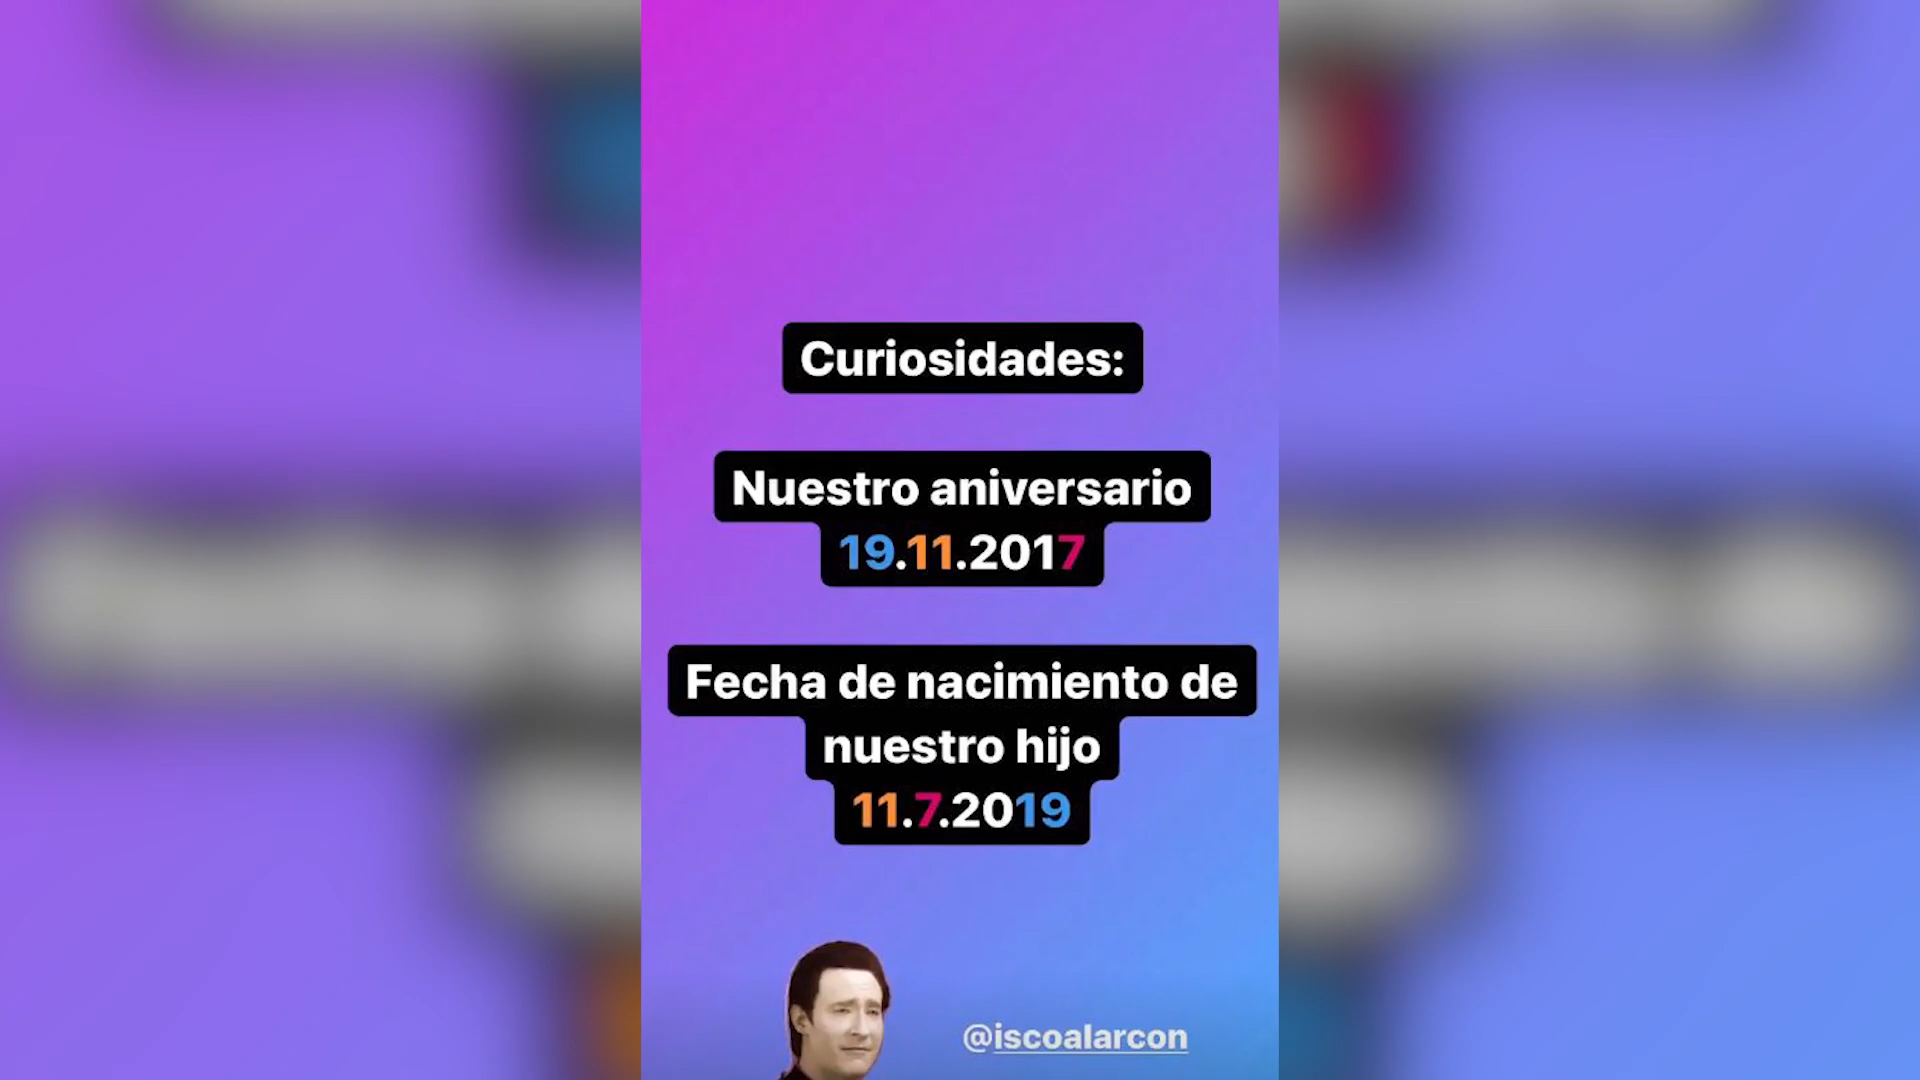 Curiosidades:
Nuestro aniversario
19.11.2017
Fecha de nacimiento de
nuestro hijo
11.7.2019
@iscoalarcon